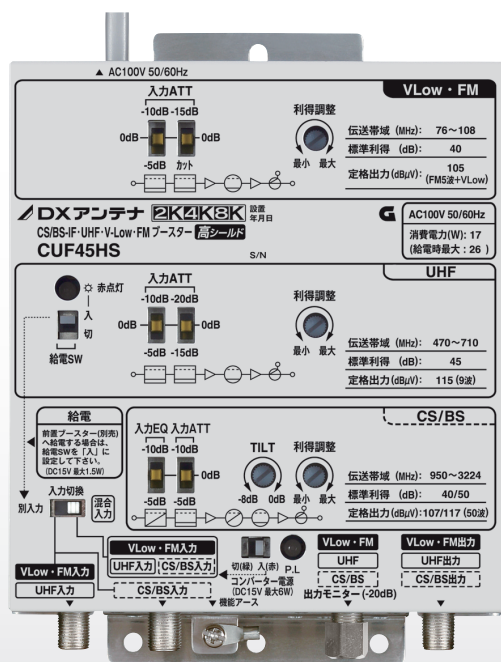 ▲ AC100V 50/60Hz
VLow・FM
入力ATT
-10dB -15dB
0dB
0dB
-5dB カット
利得調整
最小 最大
伝送帯域 (MHz): 76～108
標準利得 (dB): 40
定格出力(dBμV): 105
(FM5波+VLow)
DXアンテナ 2K4K8K 設置年月日
CS/BS-IF・UHF・V-Low・FM ブースター 高シールド
CUF45HS
S/N
G
AC100V 50/60Hz
消費電力(W): 17
(給電時最大: 26)
UHF
赤点灯
入
切
給電SW
入力ATT
-10dB -20dB
0dB
0dB
-5dB -15dB
利得調整
最小 最大
伝送帯域 (MHz): 470～710
標準利得 (dB): 45
定格出力(dBμV): 115 (9波)
給電
前置ブースター(別売)
へ給電する場合は、
給電SWを「入」に
設定して下さい。
(DC15V 最大1.5W)
CS/BS
入力EQ 入力ATT
-10dB -10dB
0dB
-5dB -5dB
TILT
-8dB 0dB
利得調整
最小 最大
伝送帯域 (MHz): 950～3224
標準利得 (dB): 40/50
定格出力(dBμV):107/117 (50波)
入力切換
別入力
混合入力
VLow・FM入力
UHF入力 CS/BS入力
切(緑) 入(赤)
P.L
コンバーター電源
(DC15V 最大6W)
VLow・FM入力
UHF入力
CS/BS入力
▼機能アース
VLow・FM
UHF
CS/BS
出力モニター(-20dB)
VLow・FM出力
UHF出力
CS/BS出力